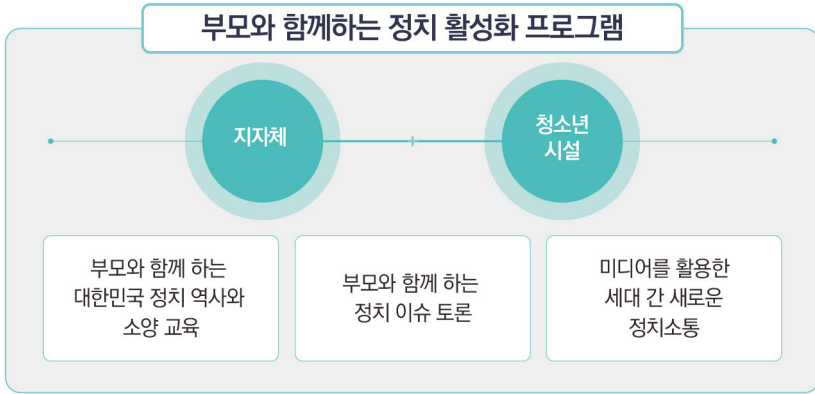 부모와 함께하는 정치 활성화 프로그램
지자체
청소년
시설
부모와 함께 하는
대한민국 정치 역사와
소양 교육
부모와 함께 하는
정치 이슈 토론
미디어를 활용한
세대 간 새로운
정치소통